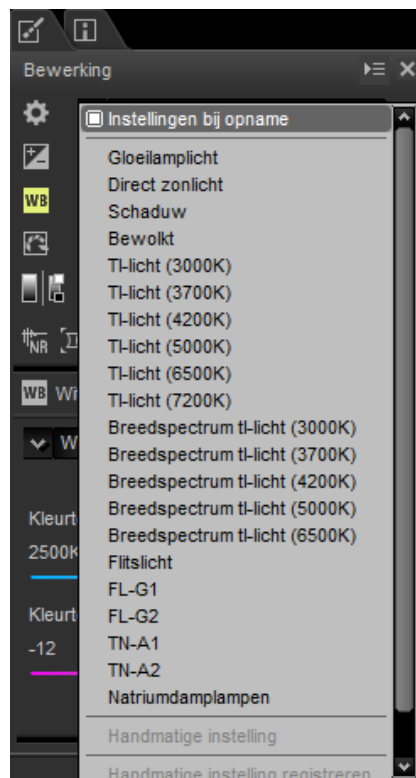 Bewerking
Instellingen bij opname
Gloeilamplicht
Direct zonlicht
Schaduw
WB
Bewolkt
Tl-licht (3000K)
Tl-licht (3700K)
Tl-licht (4200K)
NR
Tl-licht (5000K)
Tl-licht (6500K)
Tl-licht (7200K)
WB Wi
Breedspectrum tl-licht (3000K)
W
Breedspectrum tl-licht (3700K)
Breedspectrum tl-licht (4200K)
Breedspectrum tl-licht (5000K)
Kleurt
Breedspectrum tl-licht (6500K)
2500K
Flitslicht
FL-G1
Kleurt
FL-G2
-12
TN-A1
TN-A2
Natriumdamplampen
Handmatige instelling
Handmatige instelling registreren